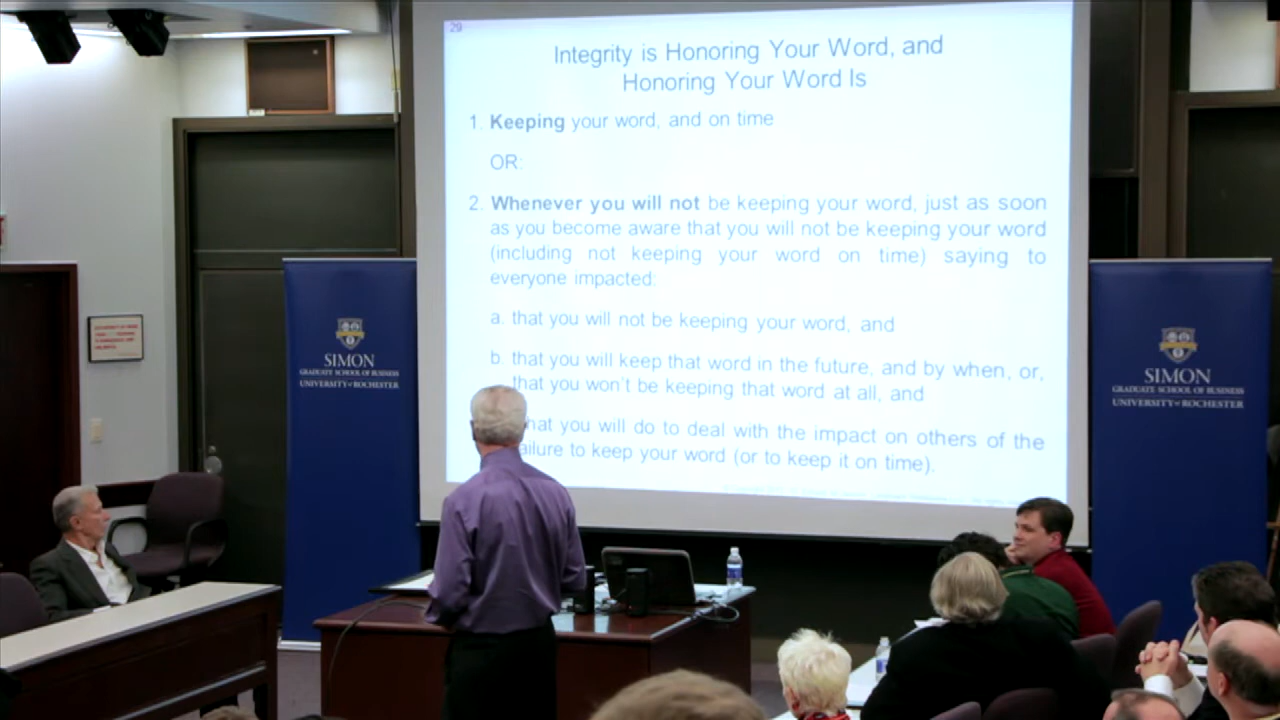 29
Integrity is Honoring Your Word, and
Honoring Your Word Is
1. Keeping your word, and on time
OR:
2. Whenever you will not be keeping your word, just as soon
as you become aware that you will not be keeping your word
(including not keeping your word on time) saying to
everyone impacted:
a. that you will not be keeping your word, and
b. that you will keep that word in the future, and by when, or,
that you won't be keeping that word at all, and
you will do to deal with the impact on others of the
to keep your word (or to keep it on time).
SIMON
GRADUATE SCHOOL OF BUSINESS
UNIVERSITY of ROCHESTER
SIMON
GRADUATE SCHOOL OF BUSINESS
UNIVERSITY of ROCHESTER